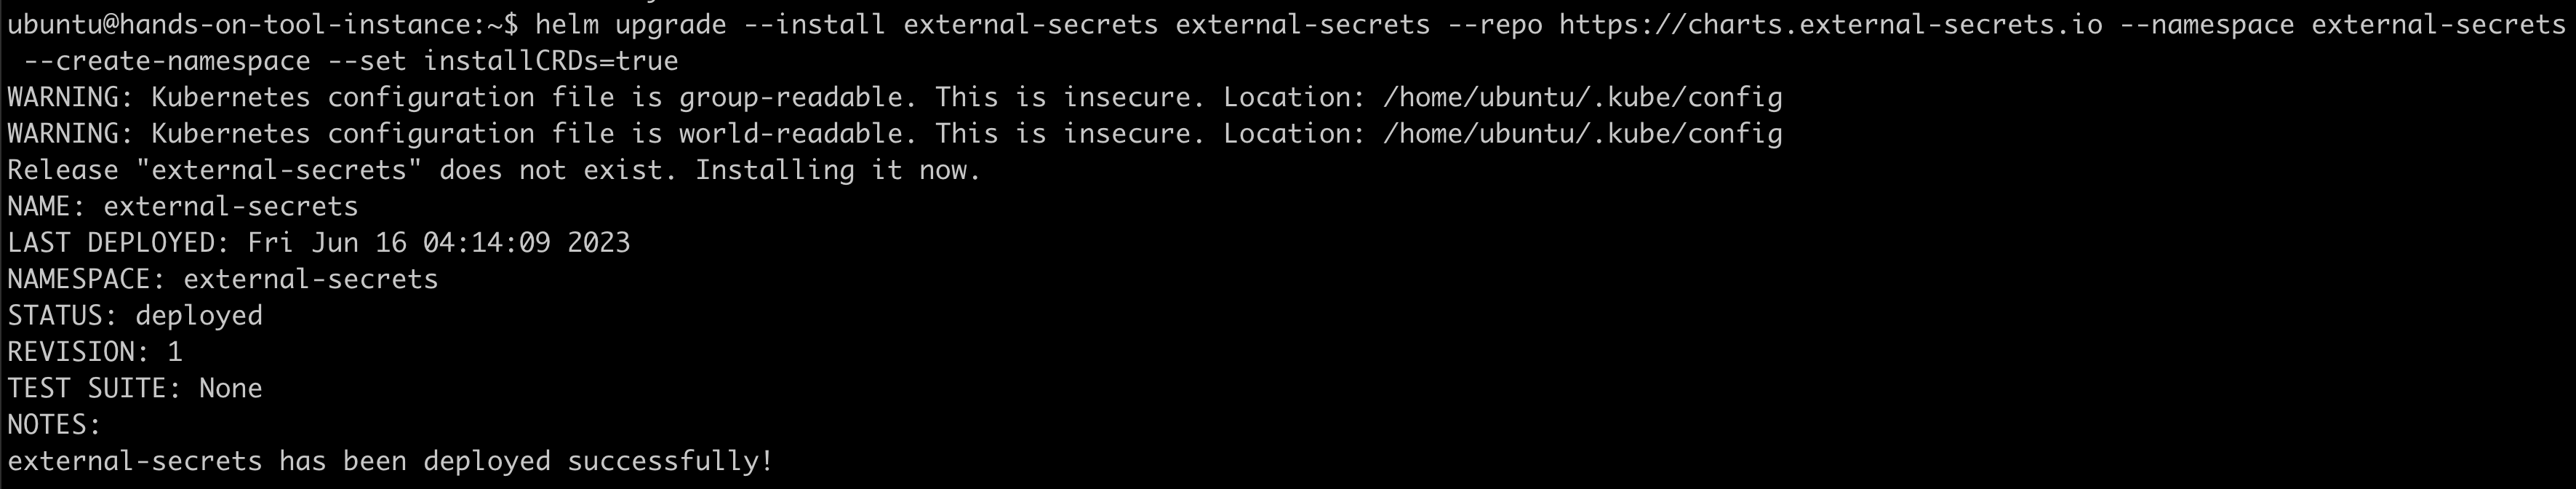 ubuntu@hands-on-tool-instance:~$ helm upgrade --install external-secrets external-secrets --repo https://charts.external-secrets.io --namespace external-secrets
 --create-namespace --set installCRDs=true
WARNING: Kubernetes configuration file is group-readable. This is insecure. Location: /home/ubuntu/.kube/config
WARNING: Kubernetes configuration file is world-readable. This is insecure. Location: /home/ubuntu/.kube/config
Release "external-secrets" does not exist. Installing it now.
NAME: external-secrets
LAST DEPLOYED: Fri Jun 16 04:14:09 2023
NAMESPACE: external-secrets
STATUS: deployed
REVISION: 1
TEST SUITE: None
NOTES:
external-secrets has been deployed successfully!